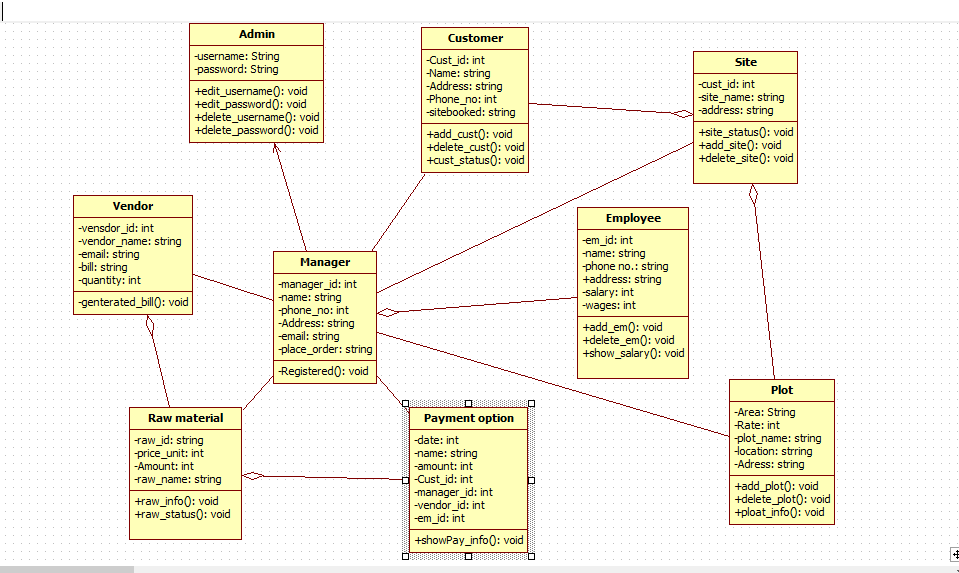 Admin
-username: String
-password: String
+edit_username(): void
+edit_password(): void
+delete_username(): void
+delete_password(): void
Customer
-Cust_id: int
-Name: string
-Address: string
-Phone_no: int
-sitebooked: string
+add_cust(): void
+delete_cust(): void
+cust_status(): void
Site
-cust_id: int
-site_name: string
-address: string
+site_status(): void
+add_site(): void
+delete_site(): void
Vendor
-vensdor_id: int
-vendor_name: string
-email: string
-bill: string
-quantity: int
-genterated_bill(): void
Manager
-manager_id: int
-name: string
-phone_no: int
-Address: string
-email: string
-place_order: string
-Registered(): void
Employee
-em_id: int
-name: string
-phone no.: string
+address: string
-salary: int
-wages: int
+add_em(): void
+delete_em(): void
+show_salary(): void
Raw material
-raw_id: string
-price_unit: int
-Amount: int
-raw_name: string
+raw_info(): void
+raw_status(): void
Payment option
-date: int
-name: string
-amount: int
-Cust_id: int
-manager_id: int
-vendor_id: int
-em_id: int
+showPay_info(): void
Plot
-Area: String
-Rate: int
-plot_name: string
-location: strring
-Adress: string
+add_plot(): void
+delete_plot(): void
+ploat_info(): void